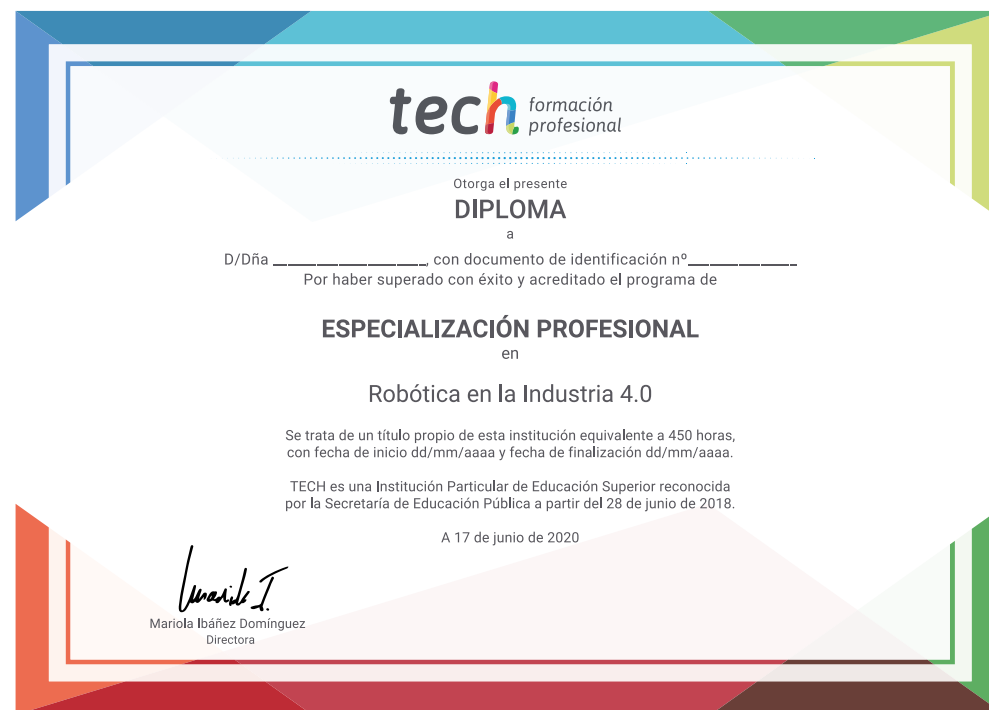 tech formación profesional
Otorga el presente
DIPLOMA
a
D/Dña ____________________, con documento de identificación nº______________
Por haber superado con éxito y acreditado el programa de
ESPECIALIZACIÓN PROFESIONAL
en
Robótica en la Industria 4.0
Se trata de un título propio de esta institución equivalente a 450 horas,
con fecha de inicio dd/mm/aaaa y fecha de finalización dd/mm/aaaa.
TECH es una Institución Particular de Educación Superior reconocida
por la Secretaría de Educación Pública a partir del 28 de junio de 2018.
A 17 de junio de 2020
Mariola Ibáñez Domínguez
Directora